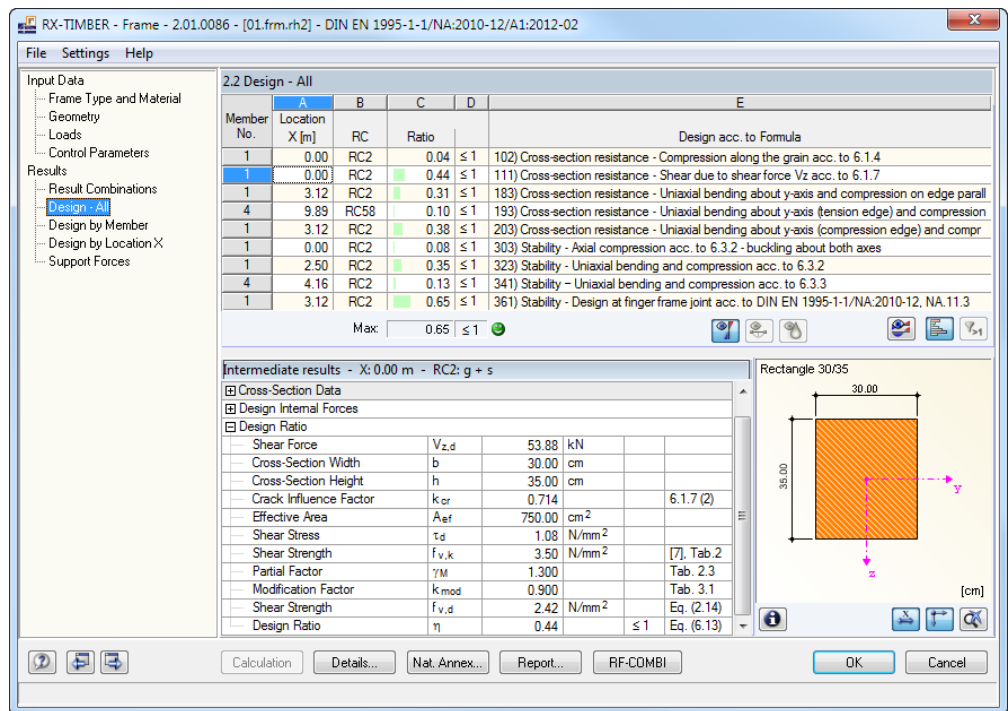 RX-TIMBER - Frame - 2.01.0086 - [01.frm.rh2] - DIN EN 1995-1-1/NA:2010-12/A1:2012-02
File Settings Help
Input Data
Frame Type and Material
Geometry
Loads
Control Parameters
Results
Result Combinations
Design - All
Design by Member
Design by Location X
Support Forces
2.2 Design - All
A B C D E
Member No. Location X [m] RC Ratio Design acc. to Formula
1 0.00 RC2 0.04 ≤ 1 102) Cross-section resistance - Compression along the grain acc. to 6.1.4
1 0.00 RC2 0.44 ≤ 1 111) Cross-section resistance - Shear due to shear force Vz acc. to 6.1.7
1 3.12 RC2 0.31 ≤ 1 183) Cross-section resistance - Uniaxial bending about y-axis and compression on edge parall
4 9.89 RC58 0.10 ≤ 1 193) Cross-section resistance - Uniaxial bending about y-axis (tension edge) and compression
1 3.12 RC2 0.38 ≤ 1 203) Cross-section resistance - Uniaxial bending about y-axis (compression edge) and compr
1 0.00 RC2 0.08 ≤ 1 303) Stability - Axial compression acc. to 6.3.2 - buckling about both axes
1 2.50 RC2 0.35 ≤ 1 323) Stability - Uniaxial bending and compression acc. to 6.3.2
4 4.16 RC2 0.13 ≤ 1 341) Stability – Uniaxial bending and compression acc. to 6.3.3
1 3.12 RC2 0.65 ≤ 1 361) Stability - Design at finger frame joint acc. to DIN EN 1995-1-1/NA:2010-12, NA.11.3
Max: 0.65 ≤ 1
Intermediate results - X: 0.00 m - RC2: g + s
Cross-Section Data
Design Internal Forces
Design Ratio
Shear Force Vz,d 53.88 kN
Cross-Section Width b 30.00 cm
Cross-Section Height h 35.00 cm
Crack Influence Factor kcr 0.714 6.1.7 (2)
Effective Area Aef 750.00 cm2
Shear Stress τd 1.08 N/mm2
Shear Strength fv,k 3.50 N/mm2 [7], Tab.2
Partial Factor γM 1.300 Tab. 2.3
Modification Factor kmod 0.900 Tab. 3.1
Shear Strength fv,d 2.42 N/mm2 Eq. (2.14)
Design Ratio η 0.44 ≤ 1 Eq. (6.13)
Rectangle 30/35
30.00
35.00
y
z
[cm]
Calculation Details... Nat. Annex... Report... RF-COMBI OK Cancel